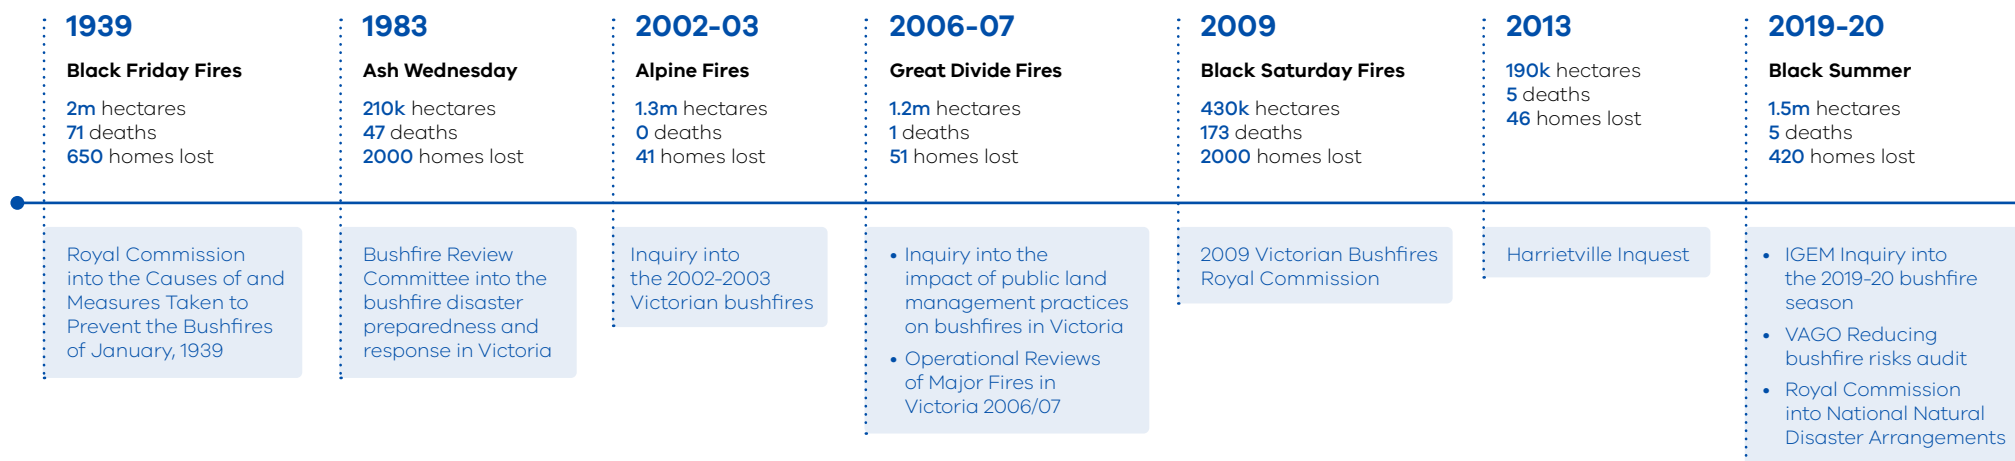 1939
Black Friday Fires
2m hectares
71 deaths
650 homes lost
Royal Commission
into the Causes of and
Measures Taken to
Prevent the Bushfires
of January, 1939
1983
Ash Wednesday
210k hectares
47 deaths
2000 homes lost
Bushfire Review
Committee into the
bushfire disaster
preparedness and
response in Victoria
2002-03
Alpine Fires
1.3m hectares
0 deaths
41 homes lost
Inquiry into
the 2002-2003
Victorian bushfires
2006-07
Great Divide Fires
1.2m hectares
1 deaths
51 homes lost
• Inquiry into the
impact of public land
management practices
on bushfires in Victoria
• Operational Reviews
of Major Fires in
Victoria 2006/07
2009
Black Saturday Fires
430k hectares
173 deaths
2000 homes lost
2009 Victorian Bushfires
Royal Commission
2013
190k hectares
5 deaths
46 homes lost
Harrietville Inquest
2019-20
Black Summer
1.5m hectares
5 deaths
420 homes lost
• IGEM Inquiry into
the 2019-20 bushfire
season
• VAGO Reducing
bushfire risks audit
• Royal Commission
into National Natural
Disaster Arrangements